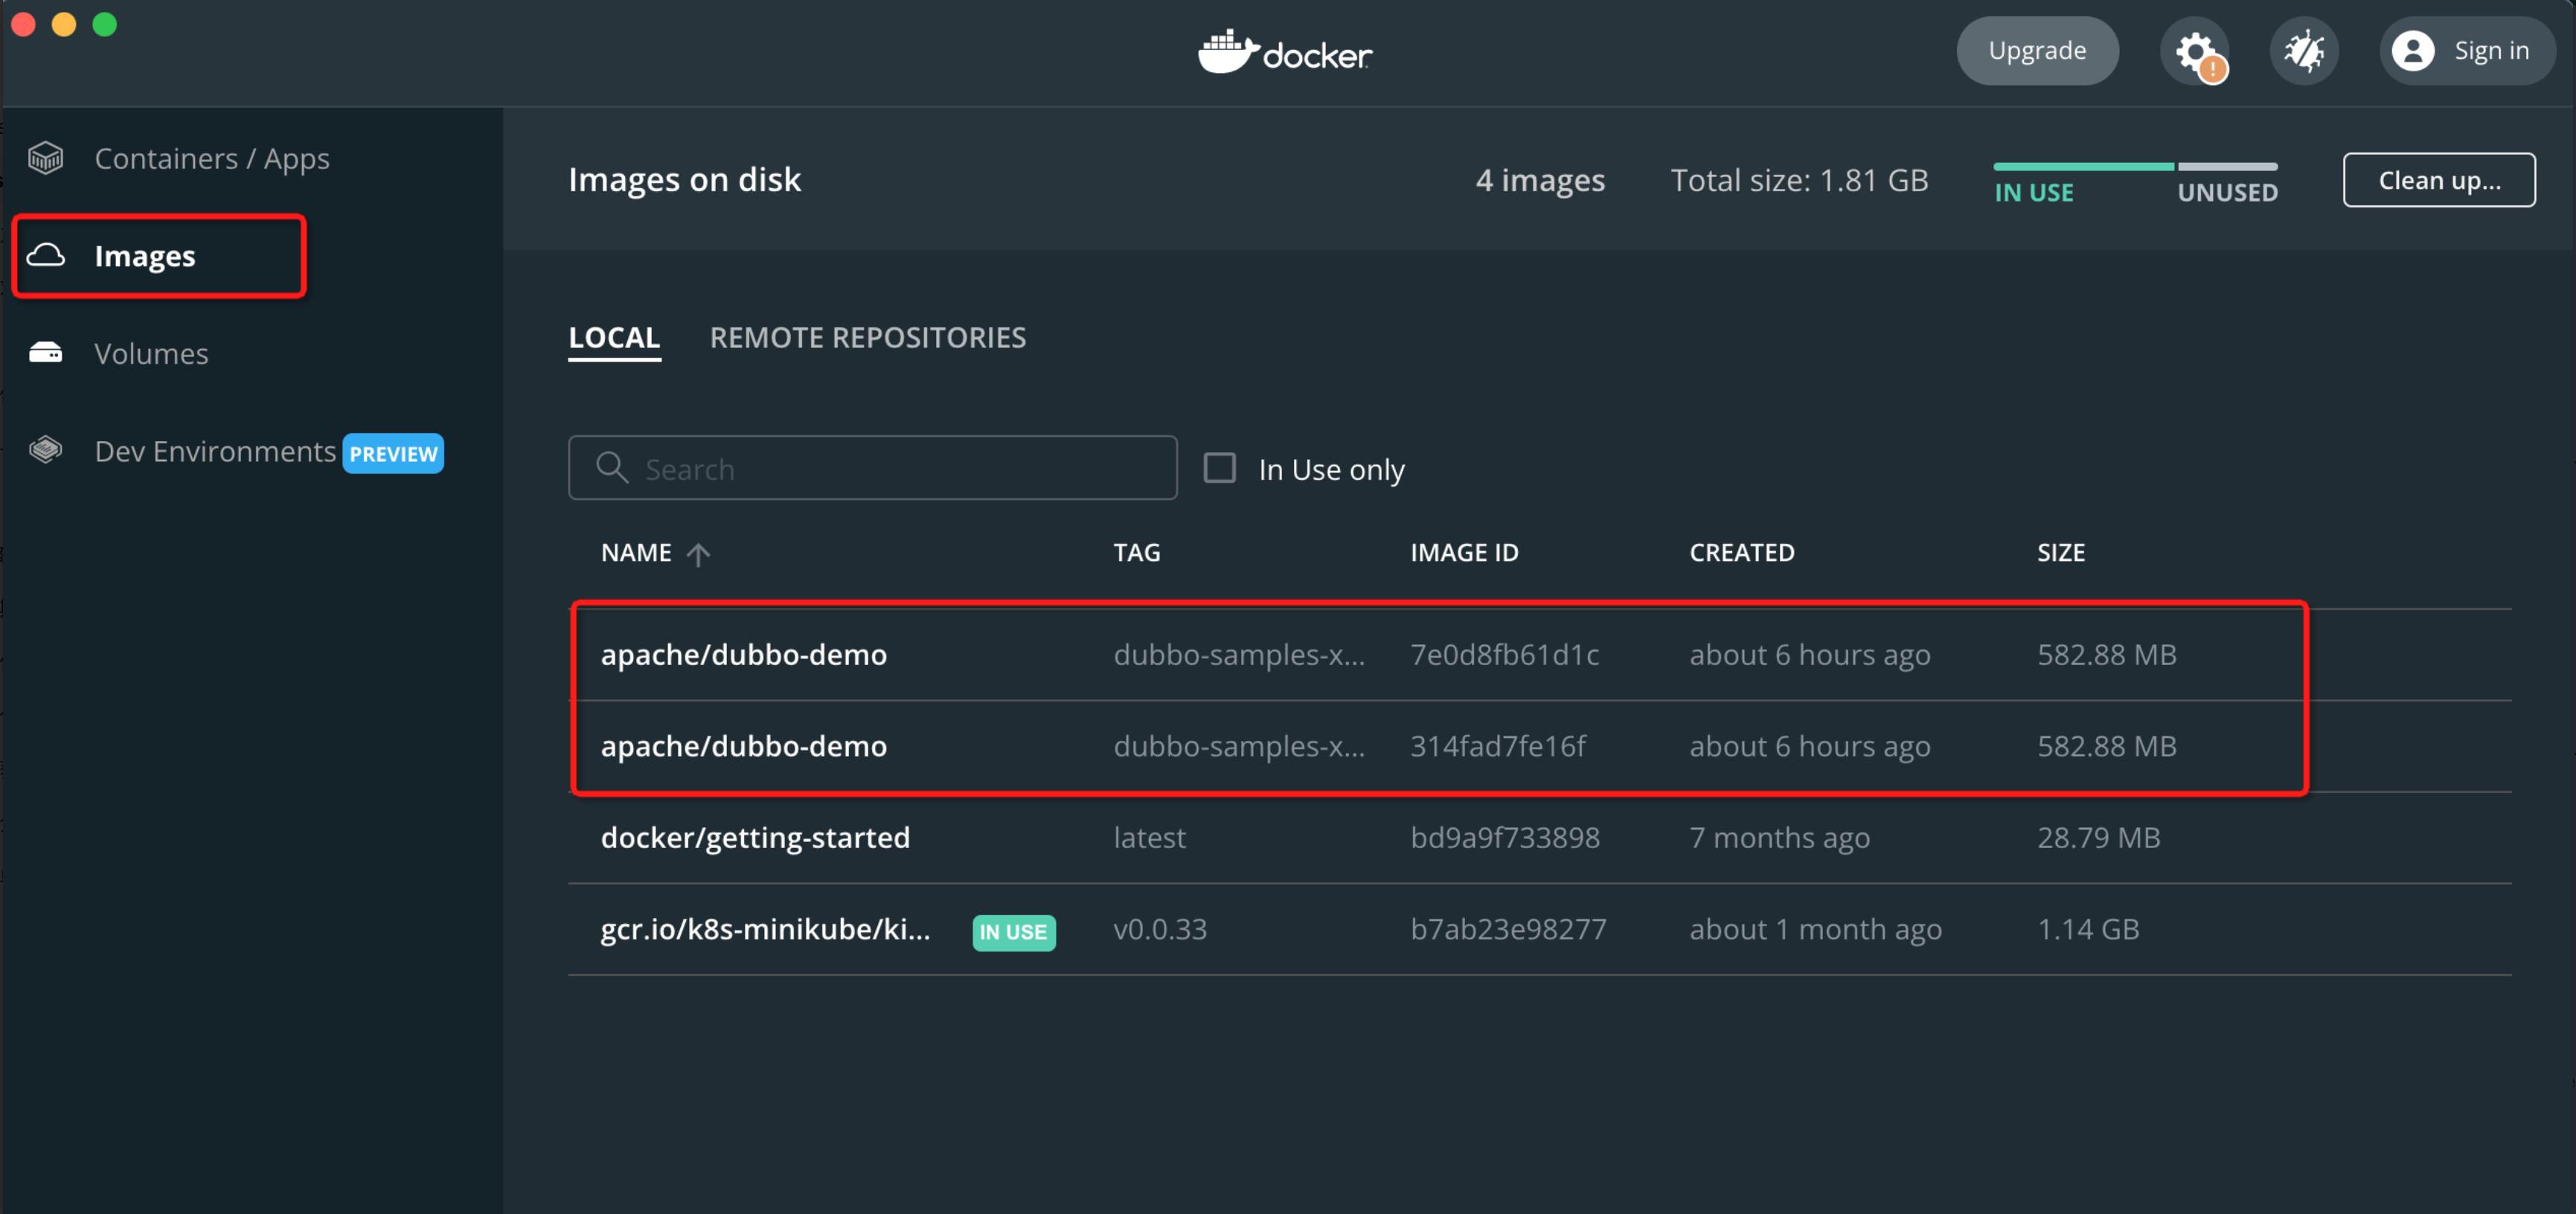 docker
Upgrade
Sign in
Containers / Apps
Images
Volumes
Dev Environments PREVIEW
Images on disk
4 images
Total size: 1.81 GB
IN USE
UNUSED
Clean up...
LOCAL
REMOTE REPOSITORIES
Search
In Use only
NAME TAG IMAGE ID CREATED SIZE
apache/dubbo-demo dubbo-samples-x... 7e0d8fb61d1c about 6 hours ago 582.88 MB
apache/dubbo-demo dubbo-samples-x... 314fad7fe16f about 6 hours ago 582.88 MB
docker/getting-started latest bd9a9f733898 7 months ago 28.79 MB
gcr.io/k8s-minikube/ki... IN USE v0.0.33 b7ab23e98277 about 1 month ago 1.14 GB